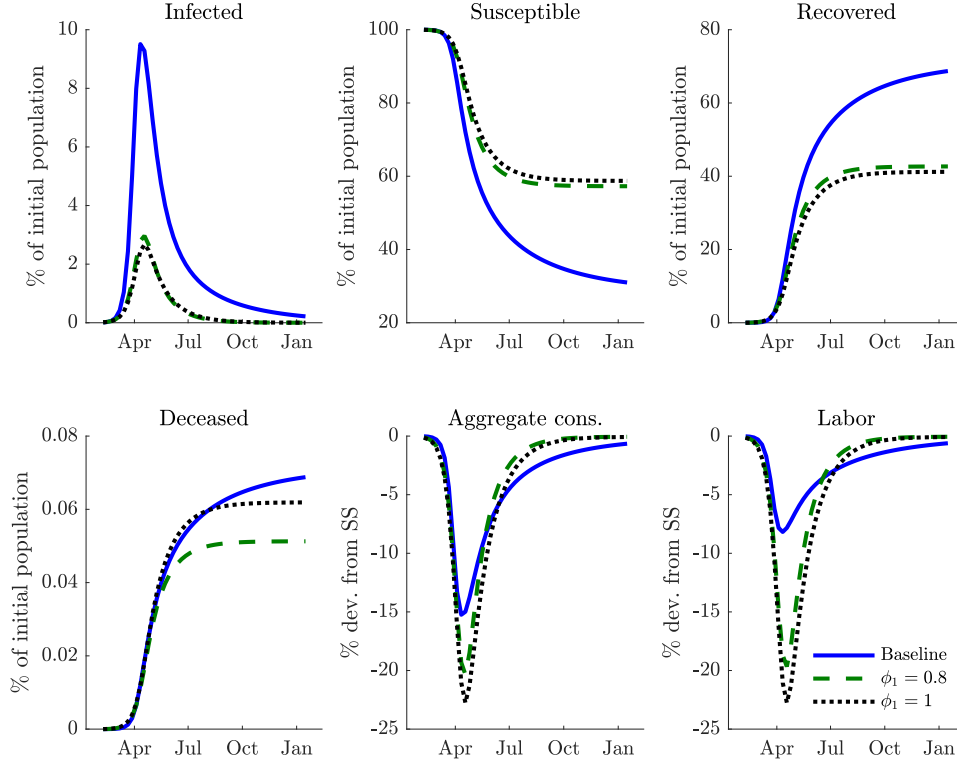 Infected
Susceptible
Recovered
% of initial population
10
8
6
4
2
0
Apr Jul Oct Jan
% of initial population
100
80
60
40
20
Apr Jul Oct Jan
% of initial population
80
60
40
20
0
Apr Jul Oct Jan
Deceased
Aggregate cons.
Labor
% of initial population
0.08
0.06
0.04
0.02
0
Apr Jul Oct Jan
% dev. from SS
0
-5
-10
-15
-20
-25
Apr Jul Oct Jan
% dev. from SS
0
-5
-10
-15
-20
-25
Apr Jul Oct Jan
Baseline
ϕ₁ = 0.8
ϕ₁ = 1